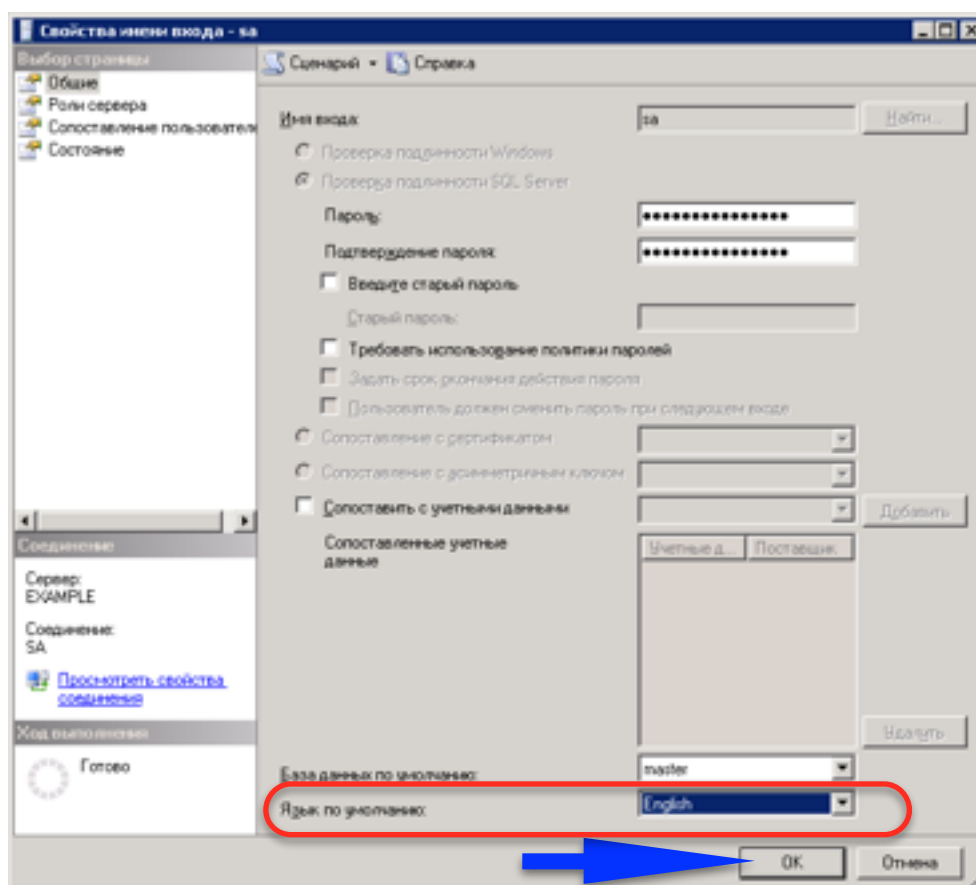 Свойства имени входа - sa
Выбор страницы
Общие
Роли сервера
Сопоставление пользователе
Состояние
Сценарий
Справка
Имя входа:
sa
Найти...
Проверка подлинности Windows
Проверка подлинности SQL Server
Пароль:
●●●●●●●●●●●●●●●
Подтверждение пароля:
●●●●●●●●●●●●●●●
Введите старый пароль
Старый пароль:
Требовать использование политики паролей
Задать срок окончания действия пароля
Пользователь должен сменить пароль при следующем входе
Сопоставление с сертификатом
Сопоставление с асимметричным ключом
Сопоставить с учетными данными
Добавить
Сопоставленные учетные
данные
Учетные д...
Поставщик
Соединение
Сервер:
EXAMPLE
Соединение:
SA
Просмотреть свойства
соединения
Ход выполнения
Готово
Удалить
База данных по умолчанию:
master
Язык по умолчанию:
English
OK
Отмена